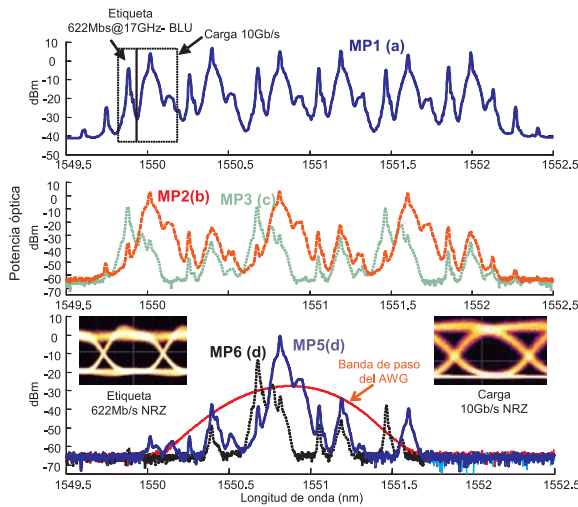 Etiqueta
622Mbs@17GHz- BLU
Carga 10Gb/s
MP1 (a)
10
0
-10
-20
-30
-40
-50
dBm
1549.5
1550
1550.5
1551
1551.5
1552
1552.5
MP2(b)
MP3 (c)
10
0
-10
-20
-30
-40
-50
-60
-70
dBm
Potencia óptica
1549.5
1550
1550.5
1551
1551.5
1552
1552.5
MP6 (d)
MP5(d)
Banda de paso
del AWG
Etiqueta
622Mb/s NRZ
Carga
10Gb/s NRZ
10
0
-10
-20
-30
-40
-50
-60
-70
dBm
1549.5
1550
1550.5
1551
1551.5
1552
1552.5
Longitud de onda (nm)